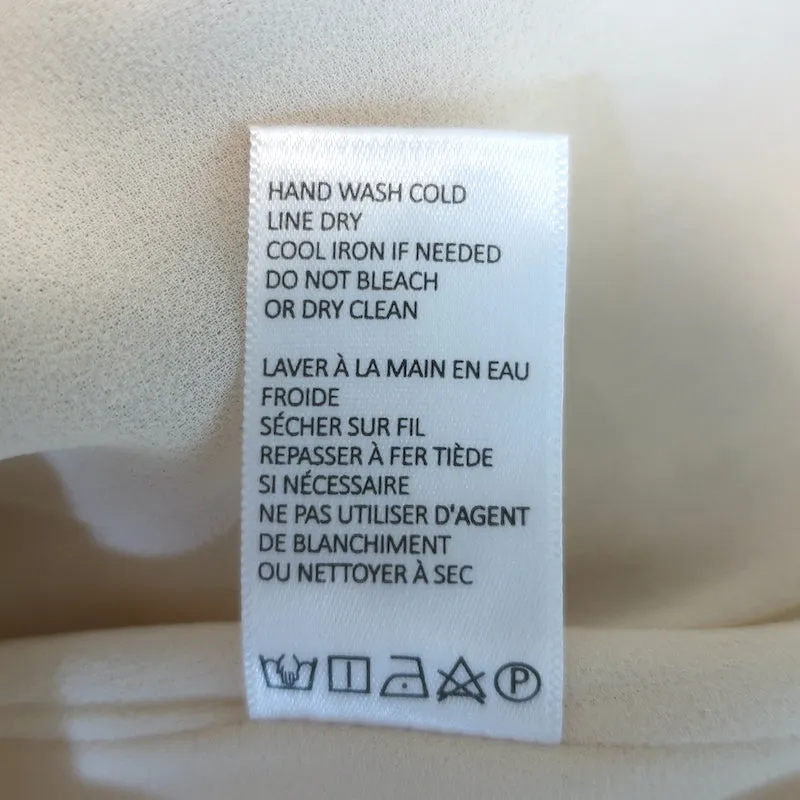 HAND WASH COLD
LINE DRY
COOL IRON IF NEEDED
DO NOT BLEACH
OR DRY CLEAN
LAVER À LA MAIN EN EAU
FROIDE
SÉCHER SUR FIL
REPASSER À FER TIÈDE
SI NÉCESSAIRE
NE PAS UTILISER D'AGENT
DE BLANCHIMENT
OU NETTOYER À SEC
P